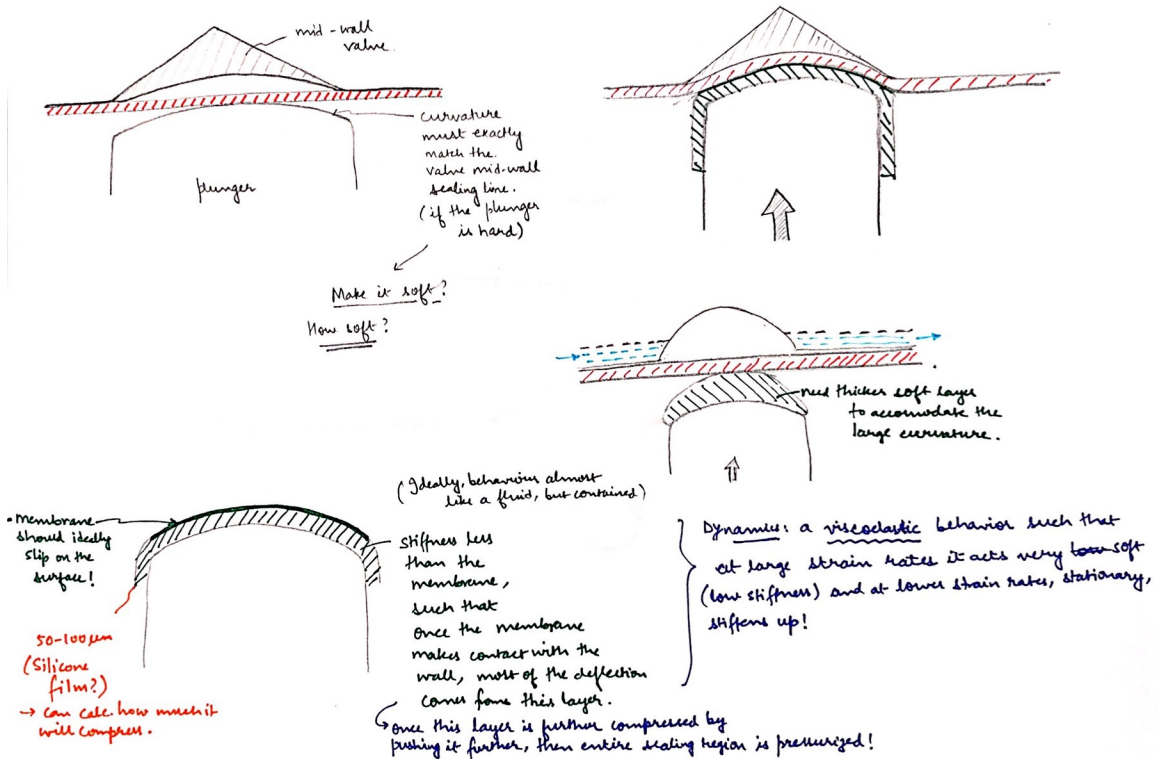 mid-wall
valve.
curvature
must exactly
match the
valve mid-wall
sealing line.
(if the plunger
is hard)
plunger
Make it soft?
How soft?
need thicker soft layer
to accomodate the
large curvature.
(Ideally, behaviour almost
like a fluid, but contained)
• membrane
should ideally
slip on the
surface!
50-100μm
(Silicone
film?)
→ can calc. how much it
will compress.
stiffness less
than the
membrane,
such that
once the membrane
makes contact with the
wall, most of the deflection
comes from this layer.
once this layer is further compressed by
pushing it further, then entire sealing region is pressurized!
Dynamics: a viscoelastic behavior such that
at large strain rates it acts very low soft
(low stiffness) and at lower strain rates, stationary,
stiffens up!